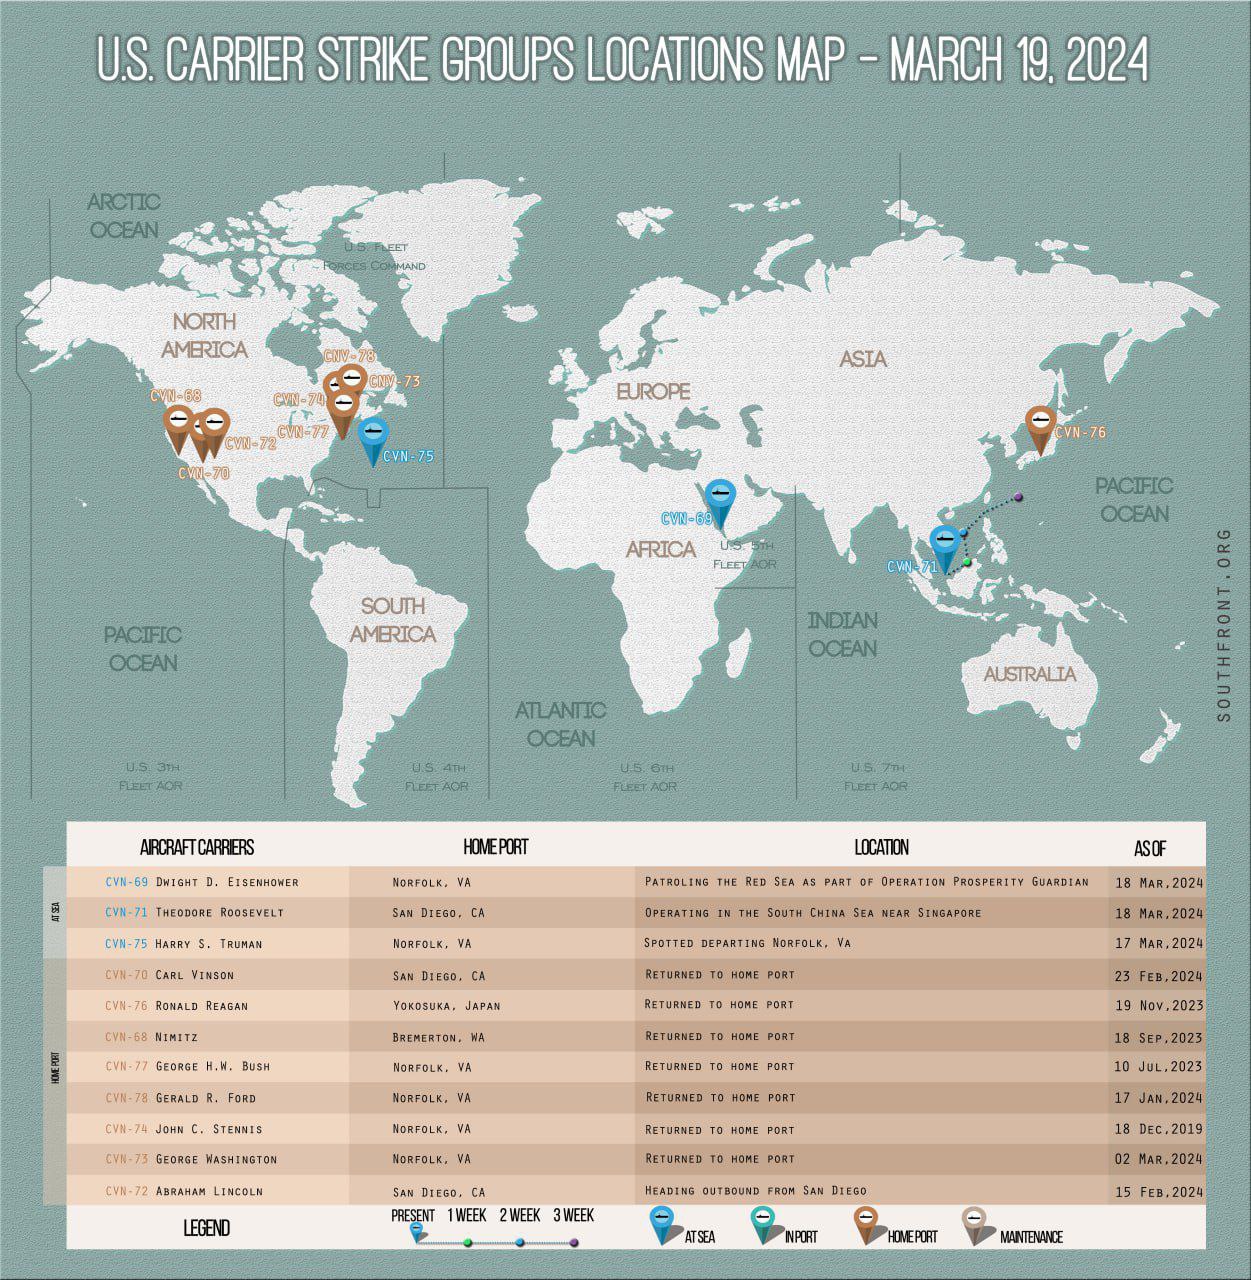 U.S. CARRIER STRIKE GROUPS LOCATIONS MAP – MARCH 19, 2024
ARCTIC
OCEAN
U.S. FLEET
FORCES COMMAND
NORTH
AMERICA
CNV-78
CNV-73
CVN-74
CVN-68
CVN-77
CVN-72
CVN-70
CVN-75
EUROPE
ASIA
CVN-76
PACIFIC
OCEAN
CVN-69
AFRICA
U.S. 5TH
FLEET AOR
CVN-71
SOUTH
AMERICA
PACIFIC
OCEAN
INDIAN
OCEAN
AUSTRALIA
ATLANTIC
OCEAN
SOUTHFRONT.ORG
U.S. 3TH
FLEET AOR
U.S. 4TH
FLEET AOR
U.S. 6TH
FLEET AOR
U.S. 7TH
FLEET AOR
AIRCRAFT CARRIERS HOME PORT LOCATION AS OF
AT SEA
CVN-69 DWIGHT D. EISENHOWER NORFOLK, VA PATROLING THE RED SEA AS PART OF OPERATION PROSPERITY GUARDIAN 18 MAR,2024
CVN-71 THEODORE ROOSEVELT SAN DIEGO, CA OPERATING IN THE SOUTH CHINA SEA NEAR SINGAPORE 18 MAR,2024
CVN-75 HARRY S. TRUMAN NORFOLK, VA SPOTTED DEPARTING NORFOLK, VA 17 MAR,2024
HOME PORT
CVN-70 CARL VINSON SAN DIEGO, CA RETURNED TO HOME PORT 23 FEB,2024
CVN-76 RONALD REAGAN YOKOSUKA, JAPAN RETURNED TO HOME PORT 19 NOV,2023
CVN-68 NIMITZ BREMERTON, WA RETURNED TO HOME PORT 18 SEP,2023
CVN-77 GEORGE H.W. BUSH NORFOLK, VA RETURNED TO HOME PORT 10 JUL,2023
CVN-78 GERALD R. FORD NORFOLK, VA RETURNED TO HOME PORT 17 JAN,2024
CVN-74 JOHN C. STENNIS NORFOLK, VA RETURNED TO HOME PORT 18 DEC,2019
CVN-73 GEORGE WASHINGTON NORFOLK, VA RETURNED TO HOME PORT 02 MAR,2024
CVN-72 ABRAHAM LINCOLN SAN DIEGO, CA HEADING OUTBOUND FROM SAN DIEGO 15 FEB,2024
LEGEND
PRESENT 1 WEEK 2 WEEK 3 WEEK
AT SEA IN PORT HOME PORT MAINTENANCE